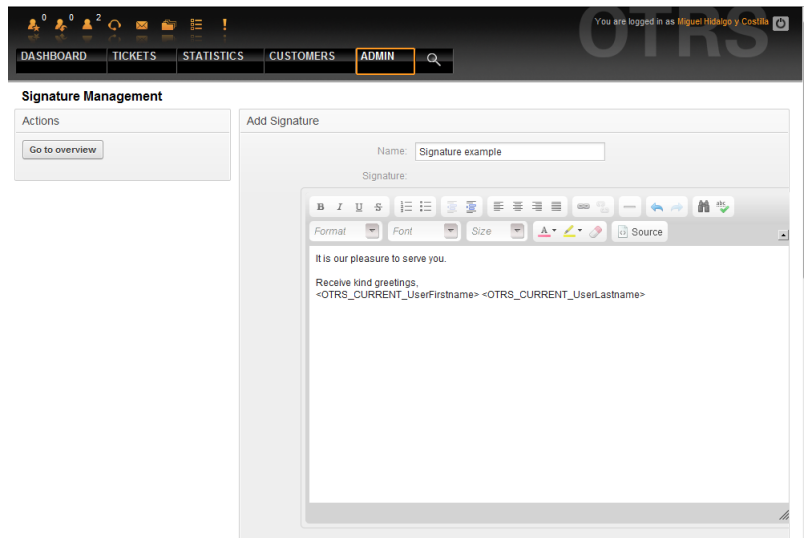 0 0 2
You are logged in as Miguel Hidalgo y Costilla
OTRS
DASHBOARD TICKETS STATISTICS CUSTOMERS ADMIN
Signature Management
Actions
Go to overview
Add Signature
Name: Signature example
Signature:
B I U S abc
Format Font Size A Source
It is our pleasure to serve you.
Receive kind greetings,
<OTRS_CURRENT_UserFirstname> <OTRS_CURRENT_UserLastname>